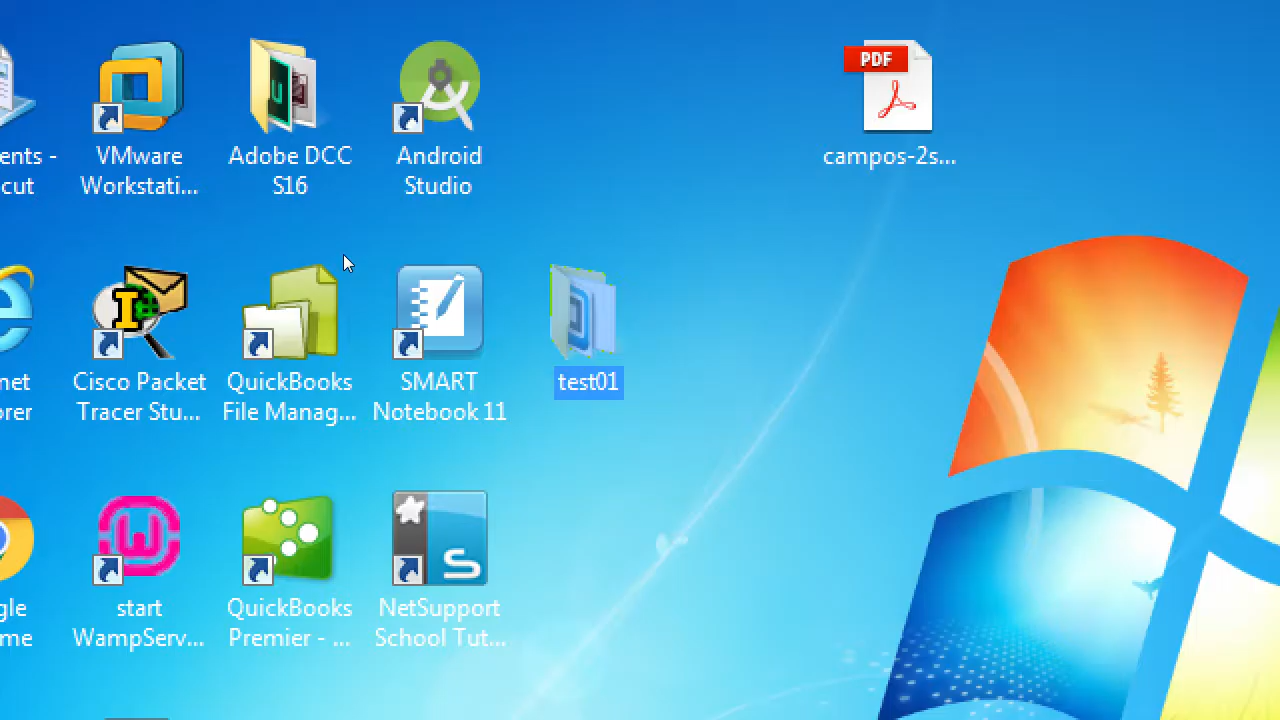 ents -
cut
VMware
Workstati...
Adobe DCC
S16
Android
Studio
PDF
campos-2s...
net
orer
Cisco Packet
Tracer Stu...
QuickBooks
File Manag...
SMART
Notebook 11
test01
gle
me
start
WampServ...
QuickBooks
Premier - ...
NetSupport
School Tut...